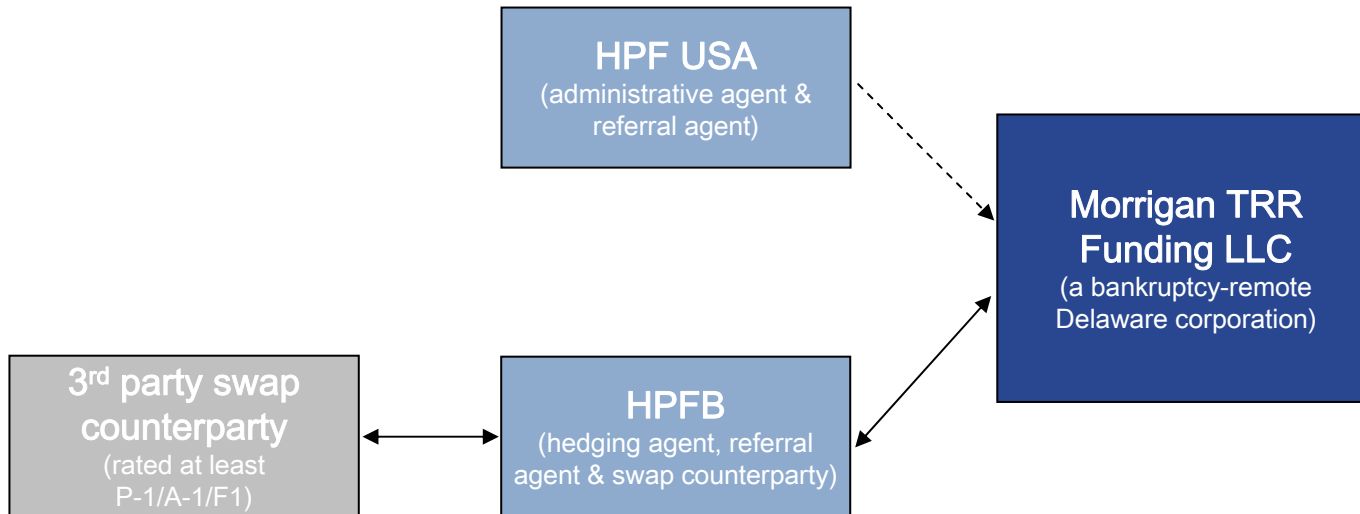 HPF USA
(administrative agent &
referral agent)
Morrigan TRR
Funding LLC
(a bankruptcy-remote
Delaware corporation)
3rd party swap
counterparty
(rated at least
P-1/A-1/F1)
HPFB
(hedging agent, referral
agent & swap counterparty)